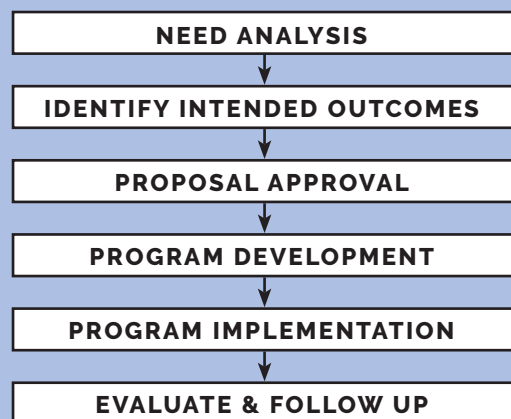 NEED ANALYSIS
IDENTIFY INTENDED OUTCOMES
PROPOSAL APPROVAL
PROGRAM DEVELOPMENT
PROGRAM IMPLEMENTATION
EVALUATE & FOLLOW UP